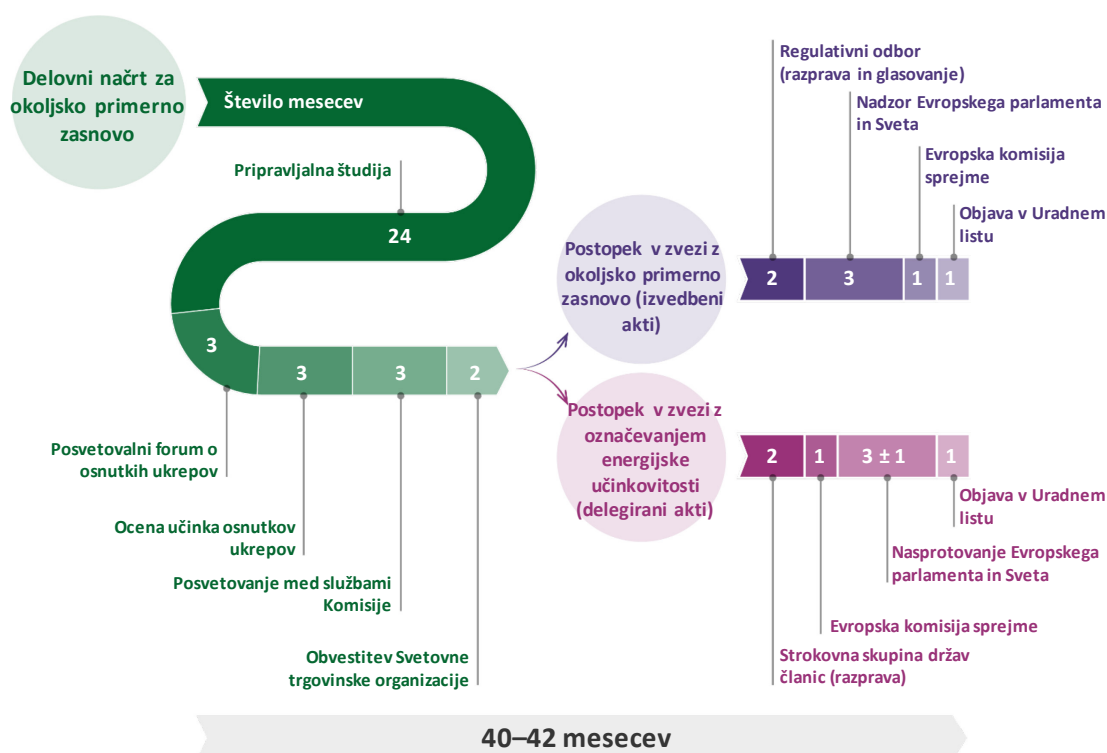 Delovni načrt za
okoljsko primerno
zasnovo
Število mesecev
Pripravljalna študija
24
3
3
3
2
Posvetovalni forum o
osnutkih ukrepov
Ocena učinka osnutkov
ukrepov
Posvetovanje med službami
Komisije
Obvestitev Svetovne
trgovinske organizacije
Postopek v zvezi z
okoljsko primerno
zasnovo (izvedbeni
akti)
Regulativni odbor
(razprava in glasovanje)
Nadzor Evropskega parlamenta
in Sveta
Evropska komisija
sprejme
Objava v Uradnem
listu
2
3
1
1
Postopek v zvezi z
označevanjem
energijske
učinkovitosti
(delegirani akti)
2
1
3 ± 1
1
Objava v Uradnem
listu
Nasprotovanje Evropskega
parlamenta in Sveta
Evropska komisija sprejme
Strokovna skupina držav
članic (razprava)
40–42 mesecev